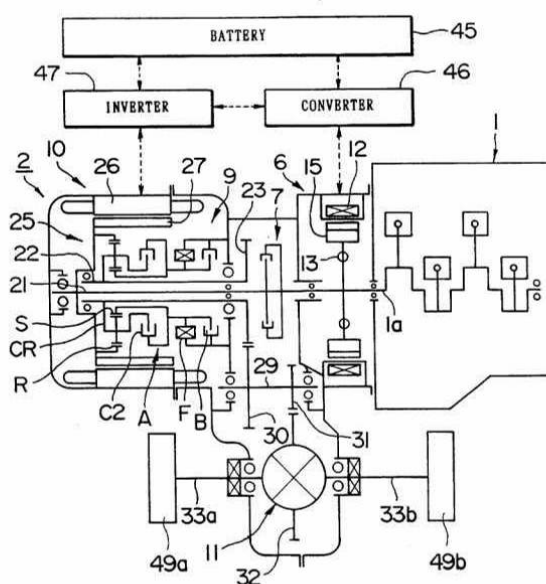 BATTERY 45
47 46
INVERTER CONVERTER
1
10 26 27 9 6 15 12
2 23 7
25
22 13
21
S 1a
CR
R 29
C2 A F B
30 31
33a 33b
11
49a 32 49b